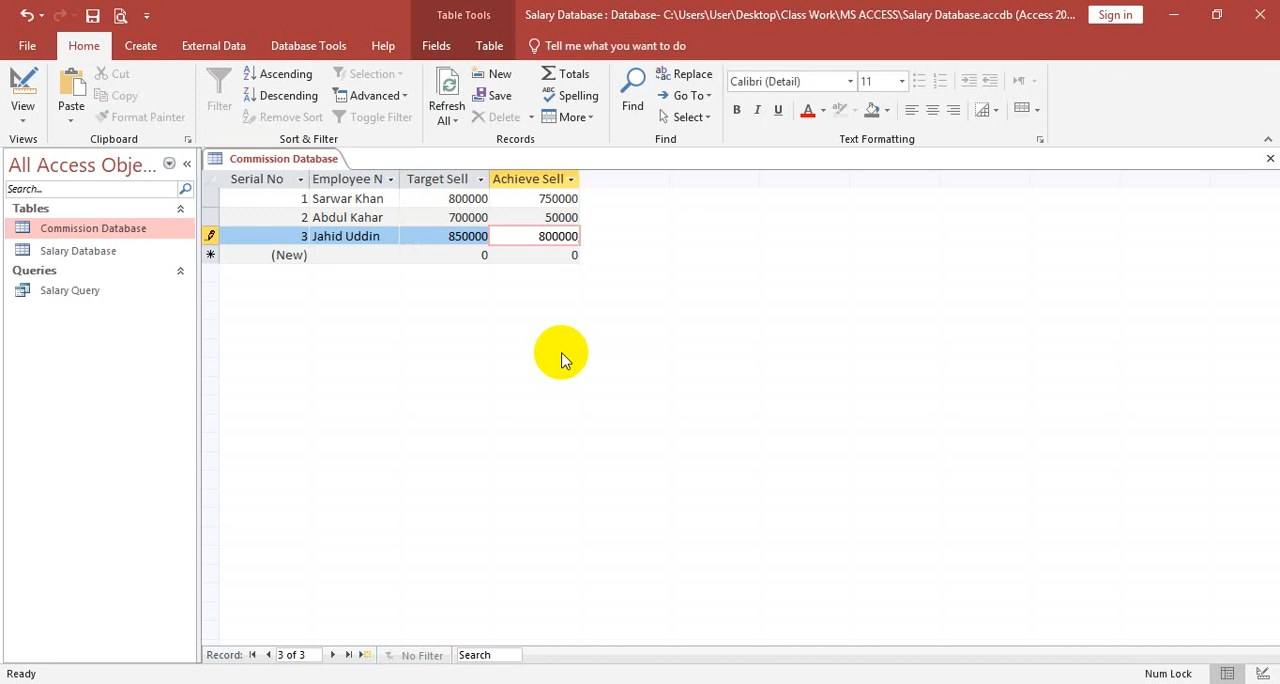 Table Tools
Salary Database : Database- C:\Users\User\Desktop\Class Work\MS ACCESS\Salary Database.accdb (Access 20...
Sign in
File Home Create External Data Database Tools Help Fields Table Tell me what you want to do
View
Views
Paste
Cut
Copy
Format Painter
Clipboard
Filter
Ascending
Descending
Remove Sort
Selection
Advanced
Toggle Filter
Sort & Filter
Refresh
All
New
Save
Delete
Totals
Spelling
More
Records
Find
Replace
Go To
Select
Find
Calibri (Detail) 11
B I U A
Text Formatting
All Access Obje...
Search...
Tables
Commission Database
Salary Database
Queries
Salary Query
Commission Database
Serial No Employee N Target Sell Achieve Sell
1 Sarwar Khan 800000 750000
2 Abdul Kahar 700000 50000
3 Jahid Uddin 850000 800000
(New) 0 0
Record: 3 of 3 No Filter Search
Ready
Num Lock